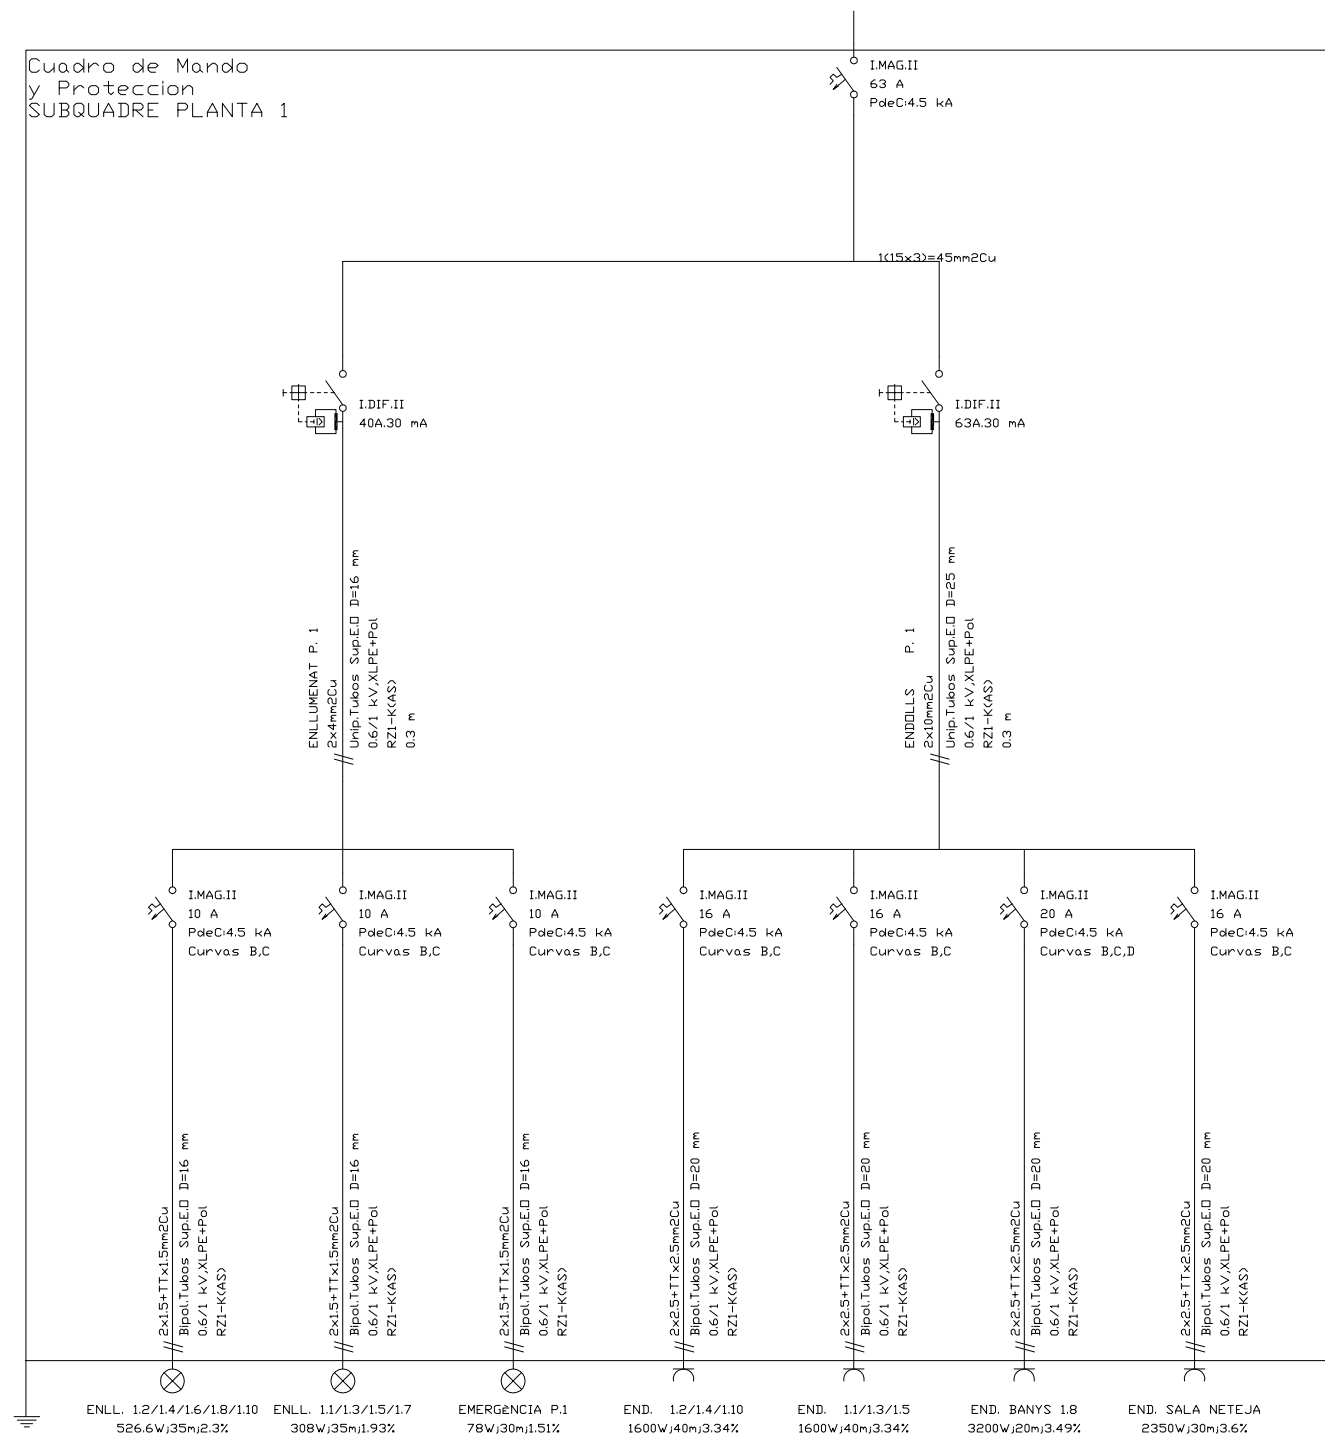 Cuadro de Mando
y Proteccion
SUBQUADRE PLANTA 1
I.MAG.II
63 A
PdeC:4.5 kA
1(15x3)=45mm2Cu
I.DIF.II
40A.30 mA
I.DIF.II
63A.30 mA
ENLLUMENAT P. 1
2x4mm2Cu
Unip.Tubos Sup.E.O D=16 mm
0.6/1 kV,XLPE+Pol
RZ1-K(AS)
0.3 m
ENDOLLS P. 1
2x10mm2Cu
Unip.Tubos Sup.E.O D=25 mm
0.6/1 kV,XLPE+Pol
RZ1-K(AS)
0.3 m
I.MAG.II
10 A
PdeC:4.5 kA
Curvas B,C
I.MAG.II
10 A
PdeC:4.5 kA
Curvas B,C
I.MAG.II
10 A
PdeC:4.5 kA
Curvas B,C
I.MAG.II
16 A
PdeC:4.5 kA
Curvas B,C
I.MAG.II
16 A
PdeC:4.5 kA
Curvas B,C
I.MAG.II
20 A
PdeC:4.5 kA
Curvas B,C,D
I.MAG.II
16 A
PdeC:4.5 kA
Curvas B,C
2x1.5+TTx1.5mm2Cu
Bipol.Tubos Sup.E.O D=16 mm
0.6/1 kV,XLPE+Pol
RZ1-K(AS)
2x1.5+TTx1.5mm2Cu
Bipol.Tubos Sup.E.O D=16 mm
0.6/1 kV,XLPE+Pol
RZ1-K(AS)
2x1.5+TTx1.5mm2Cu
Bipol.Tubos Sup.E.O D=16 mm
0.6/1 kV,XLPE+Pol
RZ1-K(AS)
2x2.5+TTx2.5mm2Cu
Bipol.Tubos Sup.E.O D=20 mm
0.6/1 kV,XLPE+Pol
RZ1-K(AS)
2x2.5+TTx2.5mm2Cu
Bipol.Tubos Sup.E.O D=20 mm
0.6/1 kV,XLPE+Pol
RZ1-K(AS)
2x2.5+TTx2.5mm2Cu
Bipol.Tubos Sup.E.O D=20 mm
0.6/1 kV,XLPE+Pol
RZ1-K(AS)
2x2.5+TTx2.5mm2Cu
Bipol.Tubos Sup.E.O D=20 mm
0.6/1 kV,XLPE+Pol
RZ1-K(AS)
ENLL. 1.2/1.4/1.6/1.8/1.10
526.6W;35m;2.3%
ENLL. 1.1/1.3/1.5/1.7
308W;35m;1.93%
EMERGÈNCIA P.1
78W;30m;1.51%
END. 1.2/1.4/1.10
1600W;40m;3.34%
END. 1.1/1.3/1.5
1600W;40m;3.34%
END. BANYS 1.8
3200W;20m;3.49%
END. SALA NETEJA
2350W;30m;3.6%